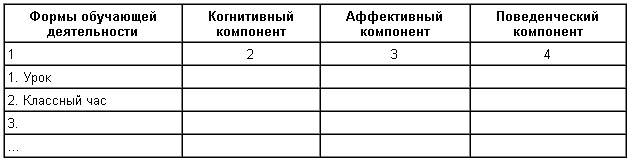 Формы обучающей деятельности Когнитивный компонент Аффективный компонент Поведенческий компонент
1 2 3 4
1. Урок
2. Классный час
3.
...